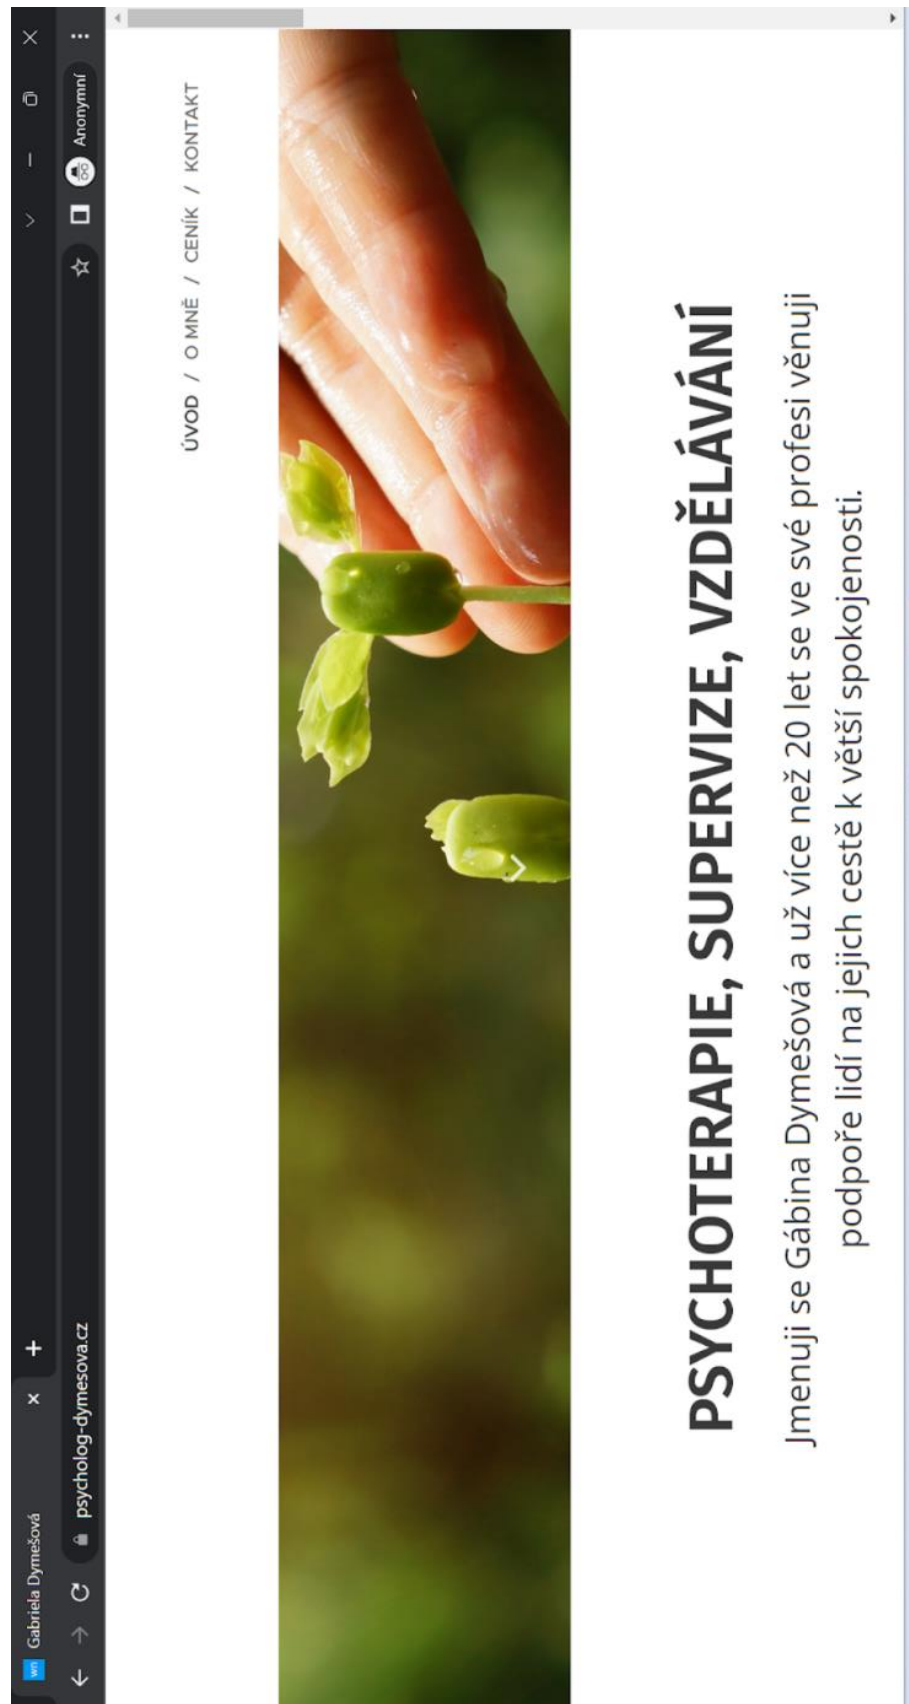 wn Gabriela Dymešová
psycholog-dymesova.cz
Anonymní
ÚVOD / O MNĚ / CENÍK / KONTAKT
PSYCHOTERAPIE, SUPERVIZE, VZDĚLÁVÁNÍ
Jmenuji se Gábina Dymešová a už více než 20 let se ve své profesi věnuji
podpoře lidí na jejich cestě k větší spokojenosti.